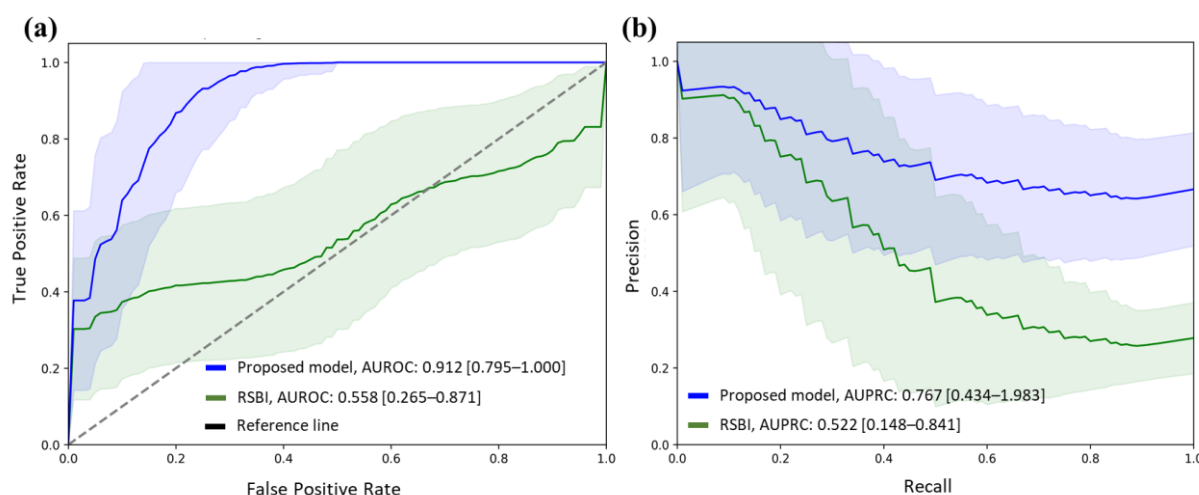 (a)
True Positive Rate
1.0
0.8
0.6
0.4
0.2
0.0
0.0 0.2 0.4 0.6 0.8 1.0
False Positive Rate
Proposed model, AUROC: 0.912 [0.795–1.000]
RSBI, AUROC: 0.558 [0.265–0.871]
Reference line
(b)
Precision
1.0
0.8
0.6
0.4
0.2
0.0
0.0 0.2 0.4 0.6 0.8 1.0
Recall
Proposed model, AUPRC: 0.767 [0.434–1.983]
RSBI, AUPRC: 0.522 [0.148–0.841]